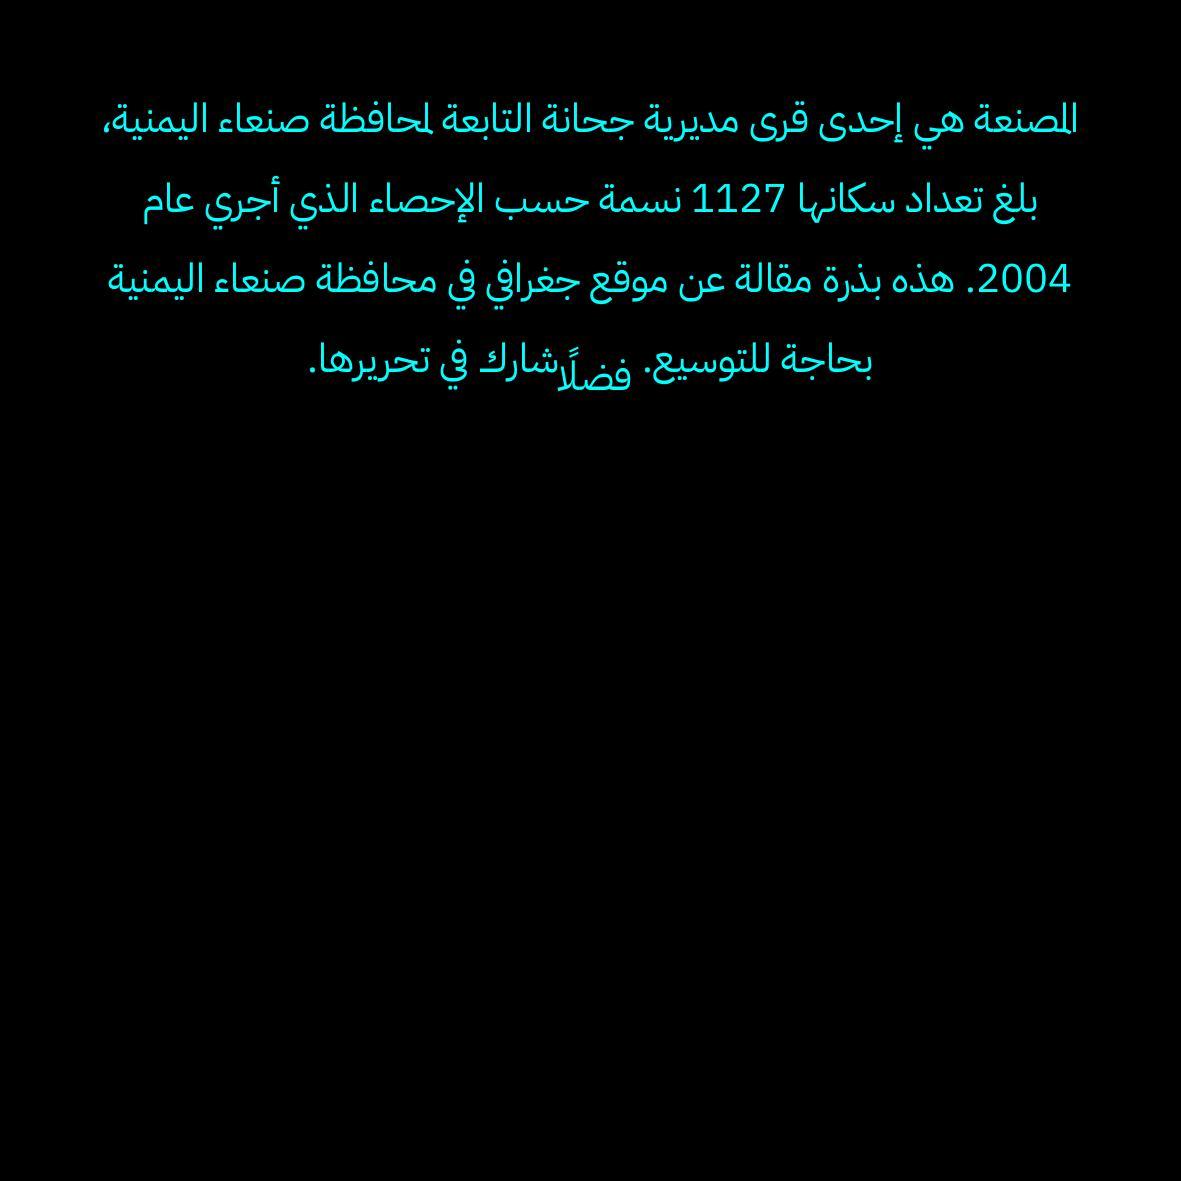 المصنعة هي إحدى قرى مديرية جحانة التابعة لمحافظة صنعاء اليمنية،
بلغ تعداد سكانها 1127 نسمة حسب الإحصاء الذي أجري عام
2004. هذه بذرة مقالة عن موقع جغرافي في محافظة صنعاء اليمنية
بحاجة للتوسيع. فضلًا شارك في تحريرها.